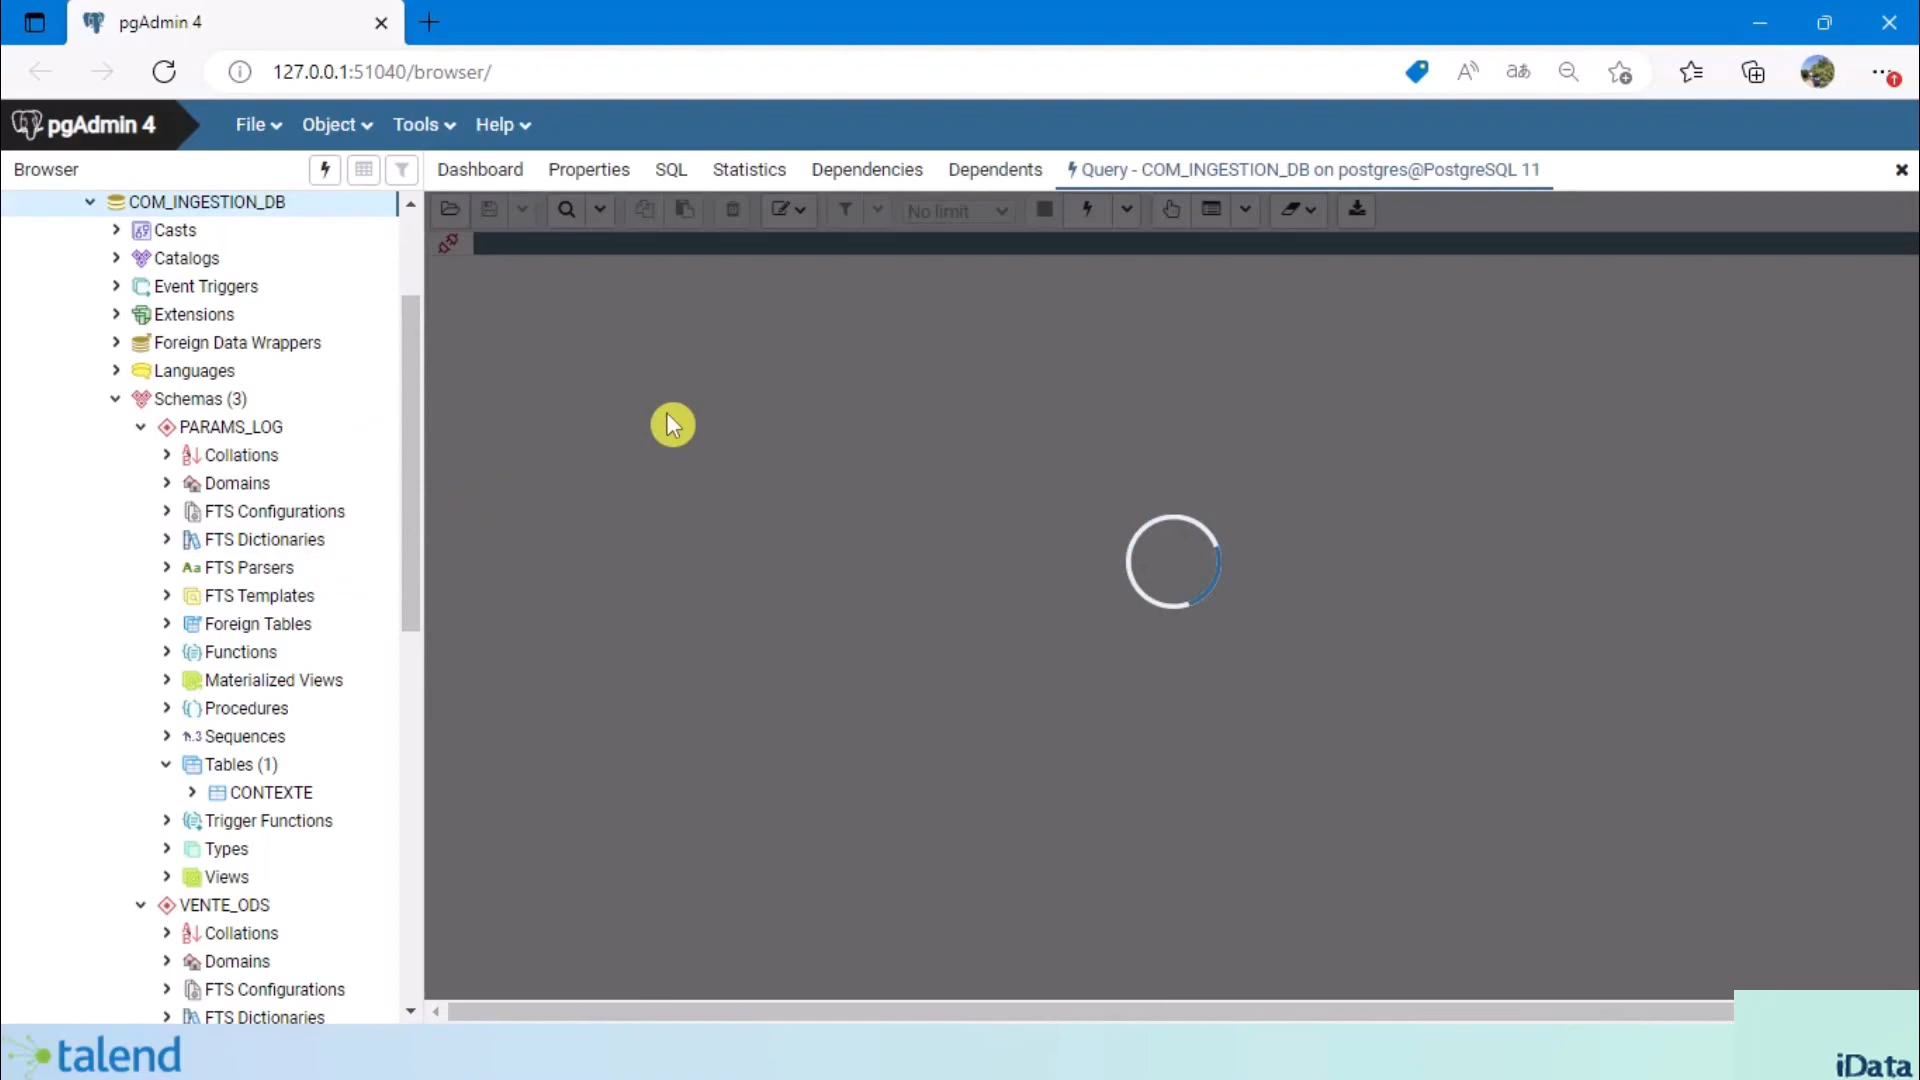 pgAdmin 4
127.0.0.1:51040/browser/
pgAdmin 4
File
Object
Tools
Help
Browser
Dashboard
Properties
SQL
Statistics
Dependencies
Dependents
Query - COM_INGESTION_DB on postgres@PostgreSQL 11
No limit
COM_INGESTION_DB
Casts
Catalogs
Event Triggers
Extensions
Foreign Data Wrappers
Languages
Schemas (3)
PARAMS_LOG
Collations
Domains
FTS Configurations
FTS Dictionaries
Aa FTS Parsers
FTS Templates
Foreign Tables
Functions
Materialized Views
Procedures
Sequences
Tables (1)
CONTEXTE
Trigger Functions
Types
Views
VENTE_ODS
Collations
Domains
FTS Configurations
FTS Dictionaries
talend
iData